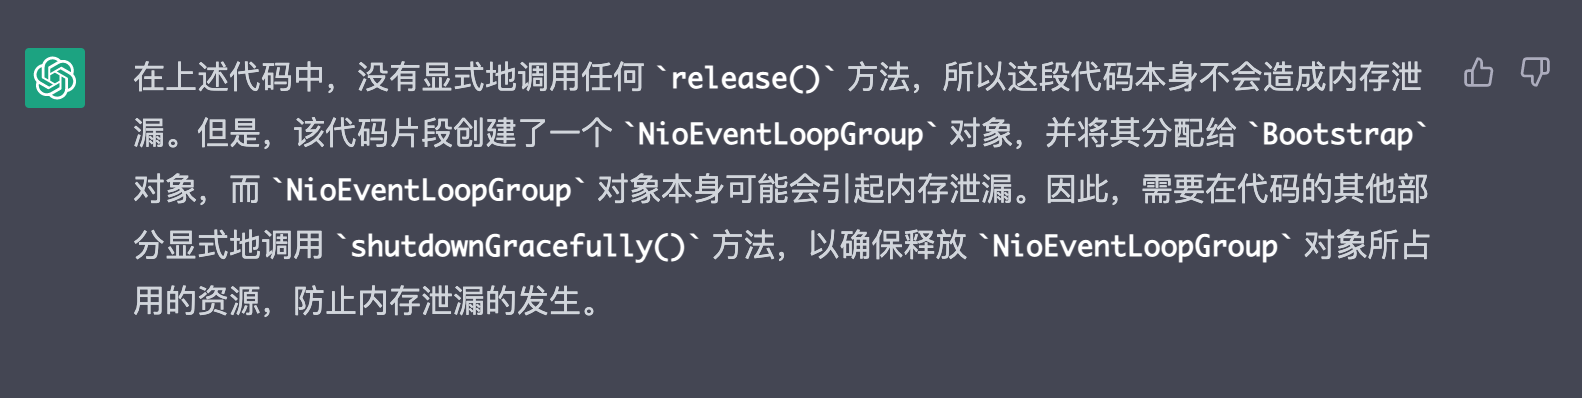 在上述代码中，没有显式地调用任何 `release()` 方法，所以这段代码本身不会造成内存泄
漏。但是，该代码片段创建了一个 `NioEventLoopGroup` 对象，并将其分配给 `Bootstrap`
对象，而 `NioEventLoopGroup` 对象本身可能会引起内存泄漏。因此，需要在代码的其他部
分显式地调用 `shutdownGracefully()` 方法，以确保释放 `NioEventLoopGroup` 对象所占
用的资源，防止内存泄漏的发生。